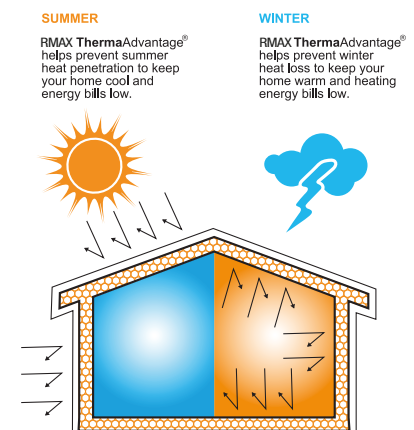 SUMMER
RMAX ThermaAdvantage®
helps prevent summer
heat penetration to keep
your home cool and
energy bills low.
WINTER
RMAX ThermaAdvantage®
helps prevent winter
heat loss to keep your
home warm and heating
energy bills low.